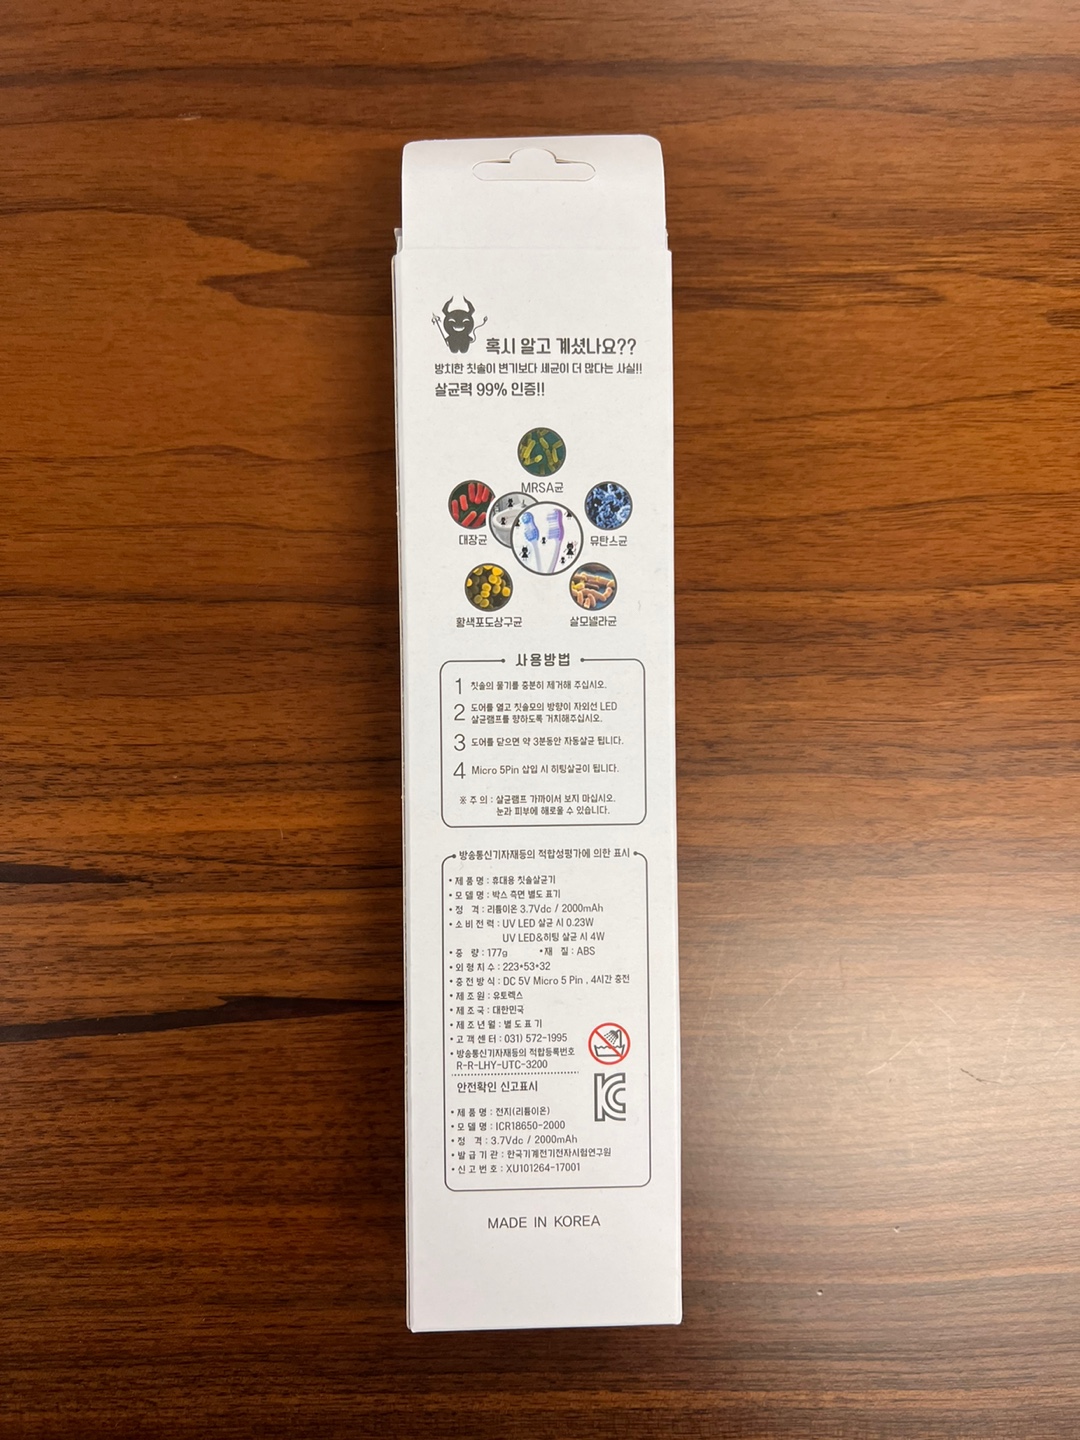 혹시 알고 계셨나요??
방치한 칫솔이 변기보다 세균이 더 많다는 사실!!
살균력 99% 인증!!
MRSA균
대장균
뮤탄스균
황색포도상구균
살모넬라균
사용방법
1 칫솔의 물기를 충분히 제거해 주십시오.
2 도어를 열고 칫솔모의 방향이 자외선 LED
살균램프를 향하도록 거치해주십시오.
3 도어를 닫으면 약 3분동안 자동살균 됩니다.
4 Micro 5Pin 삽입 시 히팅살균이 됩니다.
※ 주 의 : 살균램프 가까이서 보지 마십시오.
눈과 피부에 해로울 수 있습니다.
방송통신기자재등의 적합성평가에 의한 표시
• 제 품 명 : 휴대용 칫솔살균기
• 모 델 명 : 박스 측면 별도 표기
• 정 격 : 리튬이온 3.7Vdc / 2000mAh
• 소 비 전 력 : UV LED 살균 시 0.23W
UV LED&히팅 살균 시 4W
• 중 량 : 177g • 재 질 : ABS
• 외 형 치 수 : 223*53*32
• 충 전 방 식 : DC 5V Micro 5 Pin , 4시간 충전
• 제 조 원 : 유토렉스
• 제 조 국 : 대한민국
• 제 조 년 월 : 별 도 표 기
• 고 객 센 터 : 031) 572-1995
• 방송통신기자재등의 적합등록번호
R-R-LHY-UTC-3200
안전확인 신고표시
• 제 품 명 : 전지(리튬이온)
• 모 델 명 : ICR18650-2000
• 정 격 : 3.7Vdc / 2000mAh
• 발 급 기 관 : 한국기계전기전자시험연구원
• 신 고 번 호 : XU101264-17001
MADE IN KOREA